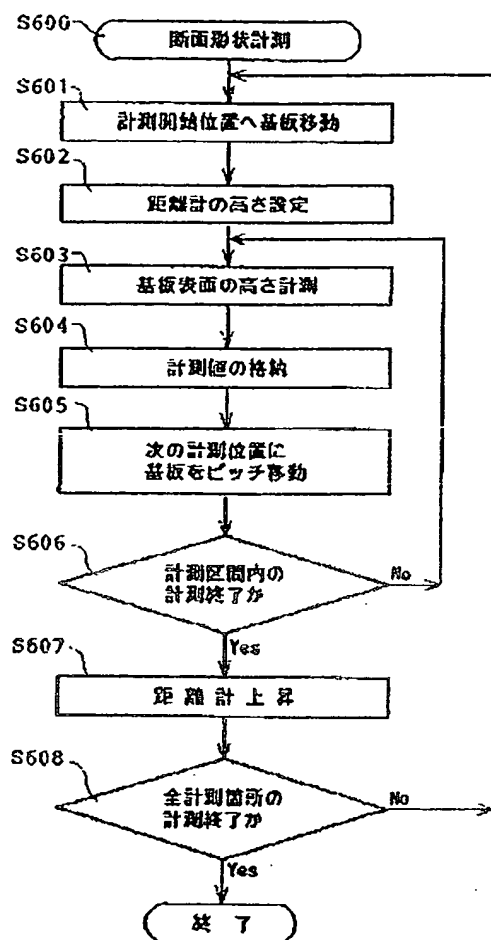 S600
断面形状計測
S601
計測開始位置へ基板移動
S602
距離計の高さ設定
S603
基板表面の高さ計測
S604
計測値の格納
S605
次の計測位置に
基板をピッチ移動
S606
計測区間内の
計測終了か
No
Yes
S607
距離計上昇
S608
全計測箇所の
計測終了か
No
Yes
終了